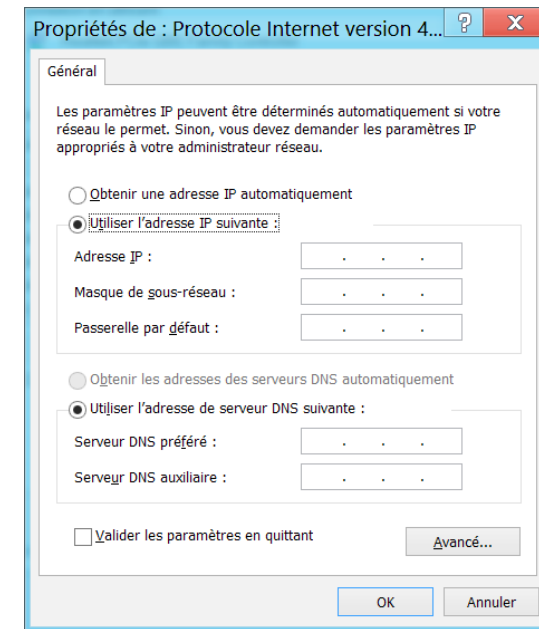 Propriétés de : Protocole Internet version 4...
Général
Les paramètres IP peuvent être déterminés automatiquement si votre
réseau le permet. Sinon, vous devez demander les paramètres IP
appropriés à votre administrateur réseau.
Obtenir une adresse IP automatiquement
Utiliser l'adresse IP suivante :
Adresse IP :
Masque de sous-réseau :
Passerelle par défaut :
Obtenir les adresses des serveurs DNS automatiquement
Utiliser l'adresse de serveur DNS suivante :
Serveur DNS préféré :
Serveur DNS auxiliaire :
Valider les paramètres en quittant
Avancé...
OK Annuler